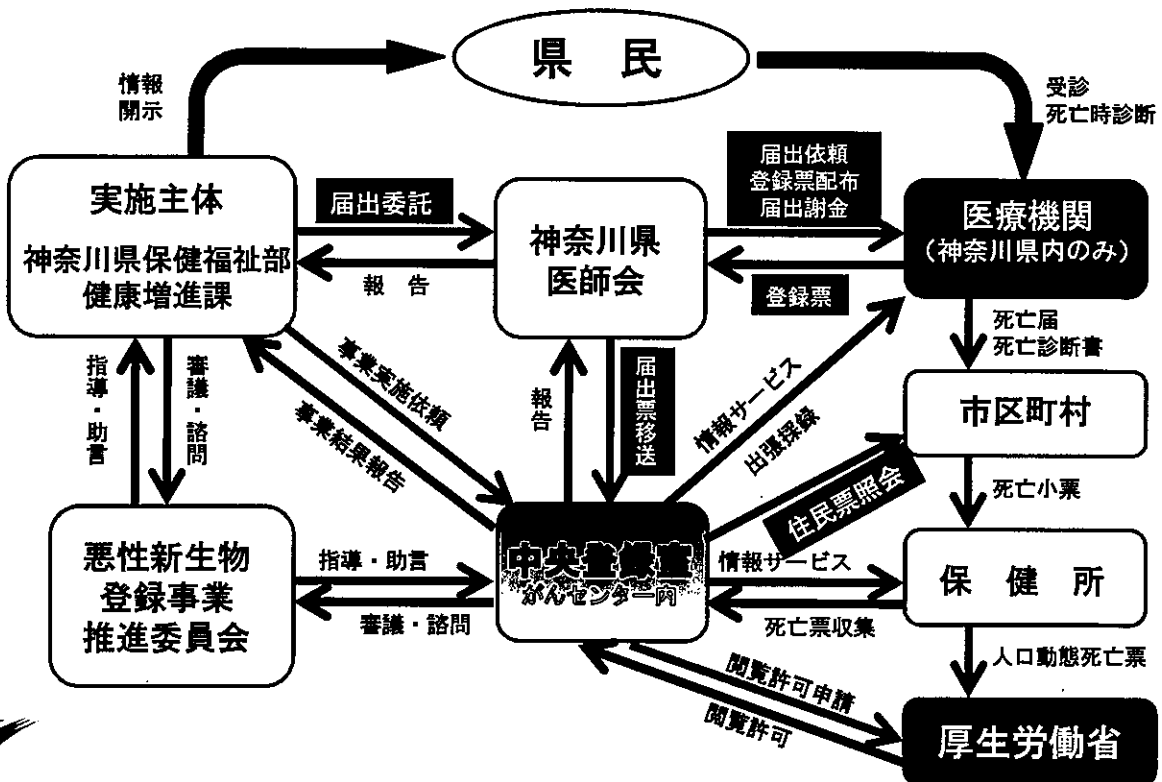 県 民
情報
開示
受診
死亡時診断
実施主体
神奈川県保健福祉部
健康増進課
届出委託
報 告
神奈川県
医師会
届出依頼
登録票配布
届出謝金
登録票
医療機関
(神奈川県内のみ)
死亡届
死亡診断書
指導・助言
審議・諮問
事業実施依頼
事業結果報告
報告
届出票移送
情報サービス
出張採録
市区町村
住民票照会
死亡小票
悪性新生物
登録事業
推進委員会
指導・助言
審議・諮問
中央登録室
がんセンター内
情報サービス
死亡票収集
保 健 所
人口動態死亡票
閲覧許可申請
閲覧許可
厚生労働省